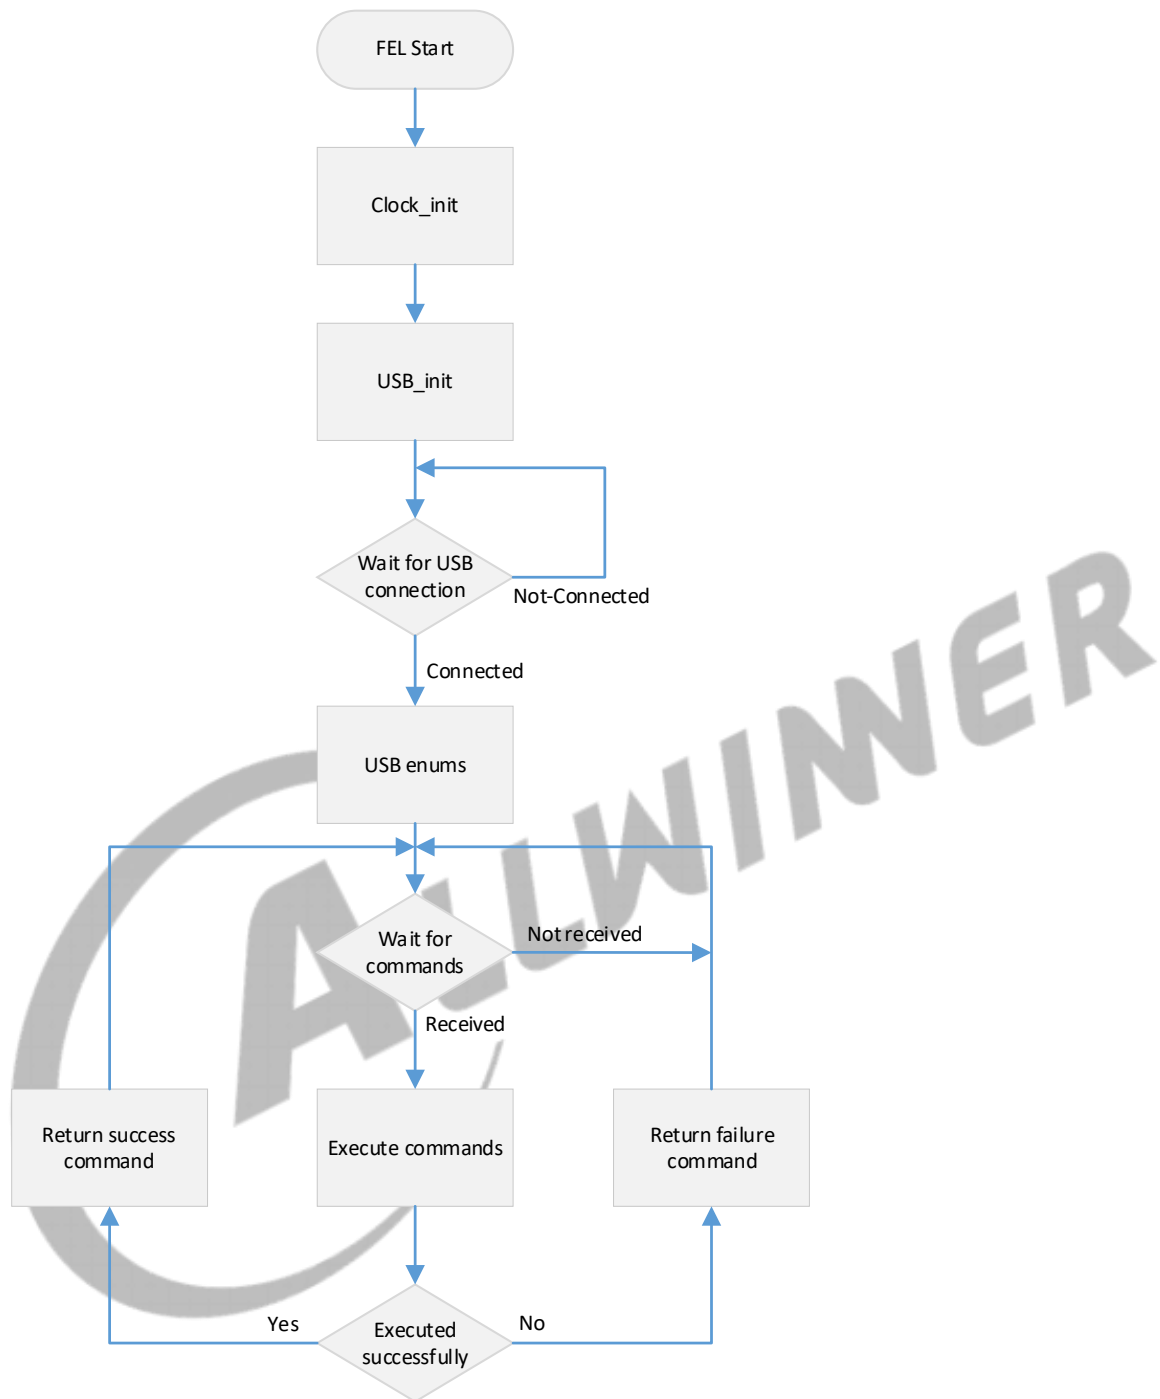 FEL Start
Clock_init
USB_init
Wait for USB
connection
Not-Connected
Connected
USB enums
Wait for
commands
Not received
Received
Return success
command
Execute commands
Return failure
command
Yes
Executed
successfully
No
ALLWINNER